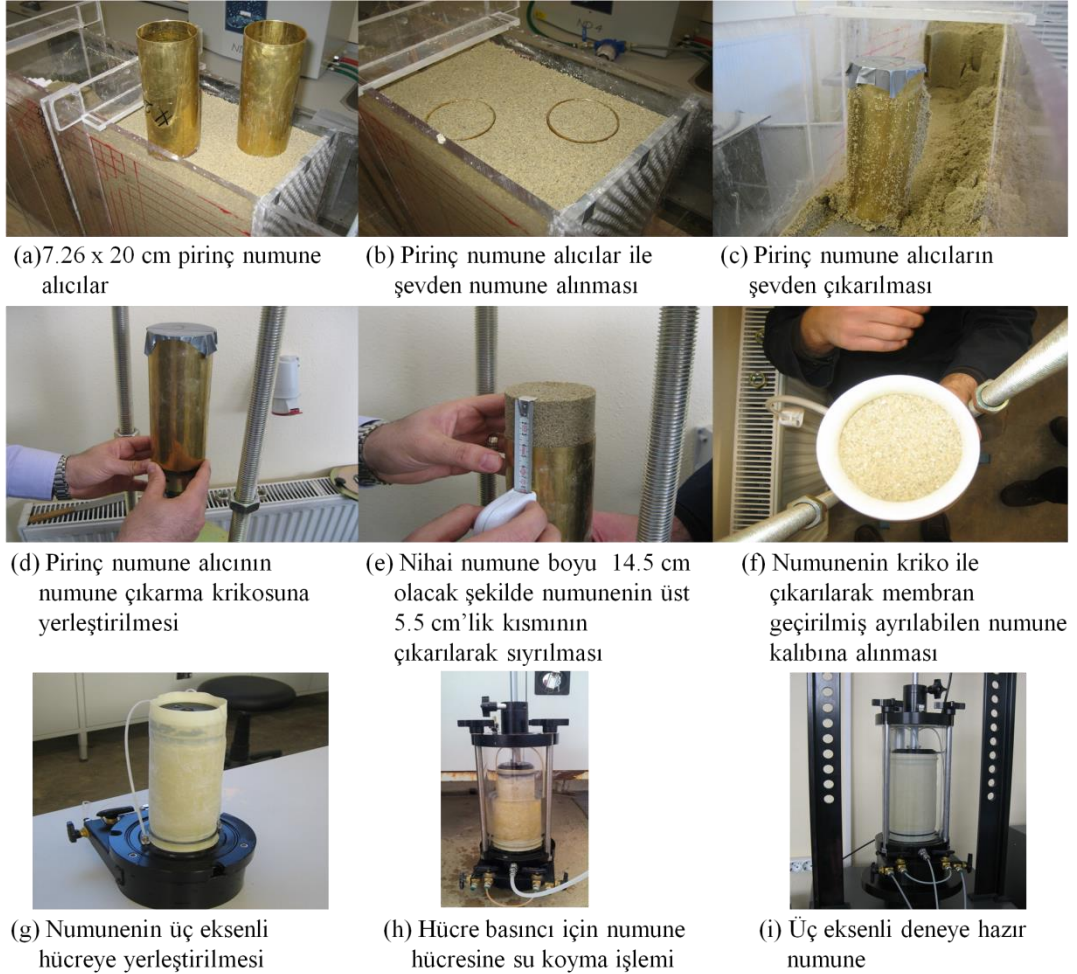 ND 4
(a)7.26 x 20 cm pirinç numune
alıcılar
(b) Pirinç numune alıcılar ile
şevden numune alınması
(c) Pirinç numune alıcıların
şevden çıkarılması
(d) Pirinç numune alıcının
numune çıkarma krikosuna
yerleştirilmesi
(e) Nihai numune boyu 14.5 cm
olacak şekilde numunenin üst
5.5 cm’lik kısmının
çıkarılarak sıyrılması
(f) Numunenin kriko ile
çıkarılarak membran
geçirilmiş ayrılabilen numune
kalıbına alınması
(g) Numunenin üç eksenli
hücreye yerleştirilmesi
(h) Hücre basıncı için numune
hücresine su koyma işlemi
(i) Üç eksenli deneye hazır
numune